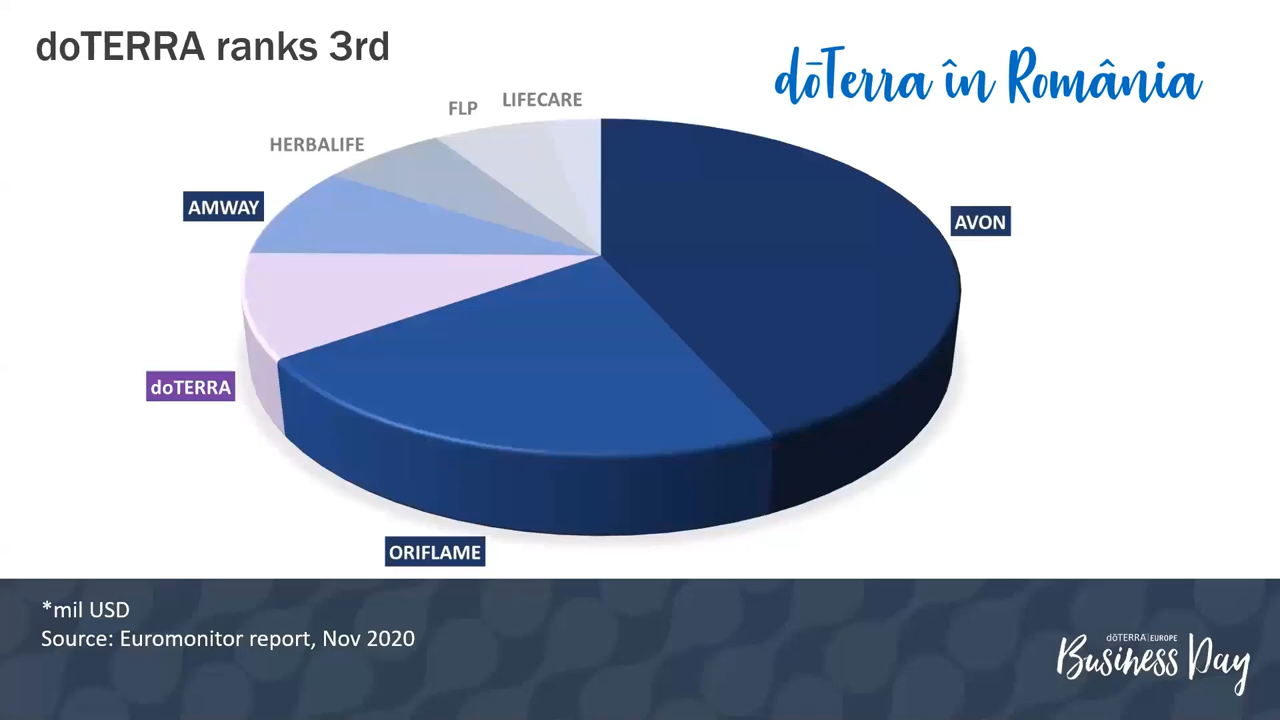 doTERRA ranks 3rd
dōTerra în România
LIFECARE
FLP
HERBALIFE
AMWAY
AVON
doTERRA
ORIFLAME
*mil USD
Source: Euromonitor report, Nov 2020
dōTERRA | EUROPE
Business Day